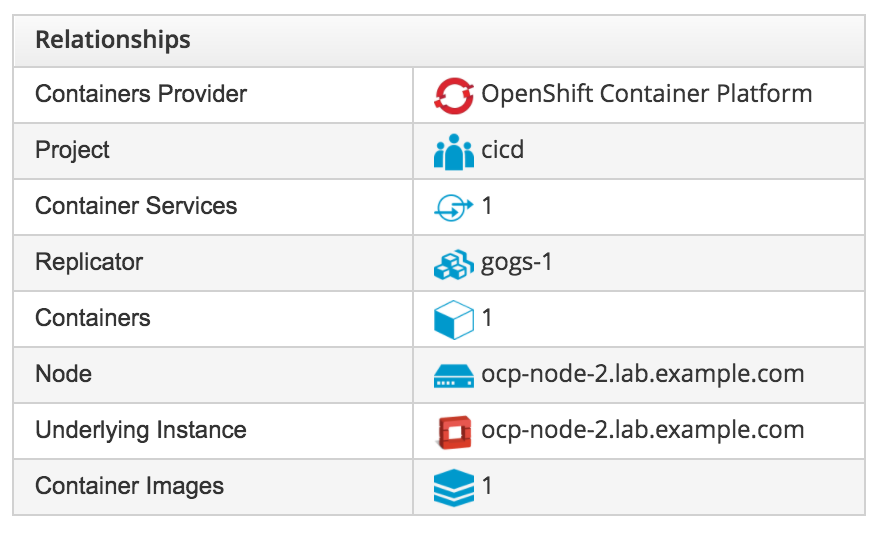 Relationships
Containers Provider OpenShift Container Platform
Project cicd
Container Services 1
Replicator gogs-1
Containers 1
Node ocp-node-2.lab.example.com
Underlying Instance ocp-node-2.lab.example.com
Container Images 1